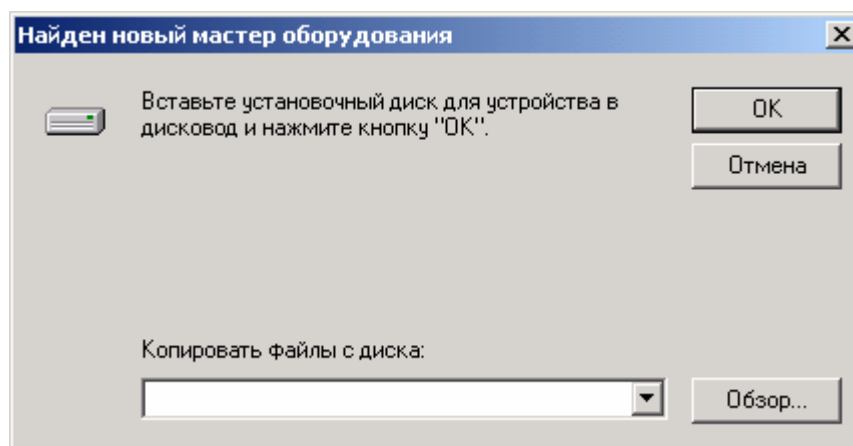 Найден новый мастер оборудования
Вставьте установочный диск для устройства в
дисковод и нажмите кнопку "ОК".
ОК
Отмена
Копировать файлы с диска:
Обзор...